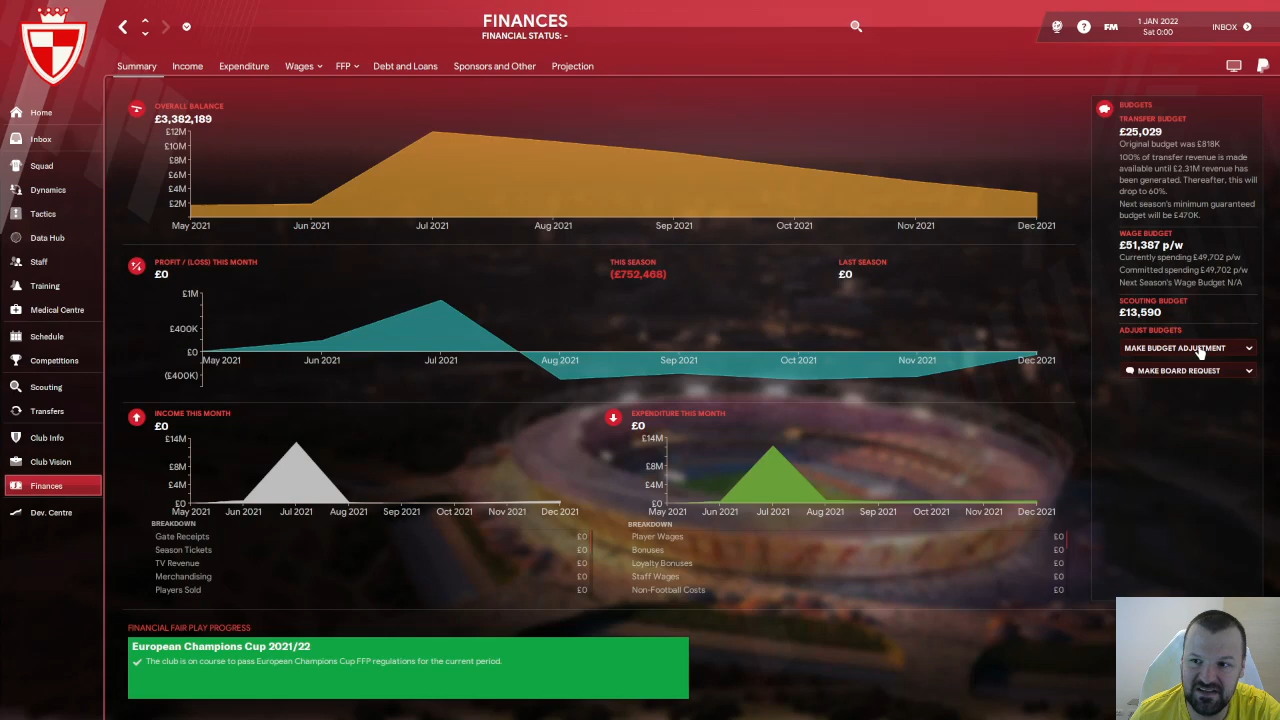 FINANCES
FINANCIAL STATUS: -
?
FM
1 JAN 2022
Sat 0:00
INBOX
Summary
Income
Expenditure
Wages
FFP
Debt and Loans
Sponsors and Other
Projection
Home
Inbox
Squad
Dynamics
Tactics
Data Hub
Staff
Training
Medical Centre
Schedule
Competitions
Scouting
Transfers
Club Info
Club Vision
Finances
Dev. Centre
OVERALL BALANCE
£3,382,189
£12M
£10M
£8M
£6M
£4M
£2M
May 2021
Jun 2021
Jul 2021
Aug 2021
Sep 2021
Oct 2021
Nov 2021
Dec 2021
PROFIT / (LOSS) THIS MONTH
£0
THIS SEASON
(£752,468)
LAST SEASON
£0
£1M
£400K
£0
(£400K)
May 2021
Jun 2021
Jul 2021
Aug 2021
Sep 2021
Oct 2021
Nov 2021
Dec 2021
INCOME THIS MONTH
£0
£14M
£8M
£4M
£0
May 2021
Jun 2021
Jul 2021
Aug 2021
Sep 2021
Oct 2021
Nov 2021
Dec 2021
BREAKDOWN
Gate Receipts £0
Season Tickets £0
TV Revenue £0
Merchandising £0
Players Sold £0
EXPENDITURE THIS MONTH
£0
£14M
£8M
£4M
£0
May 2021
Jun 2021
Jul 2021
Aug 2021
Sep 2021
Oct 2021
Nov 2021
Dec 2021
BREAKDOWN
Player Wages £0
Bonuses £0
Loyalty Bonuses £0
Staff Wages £0
Non-Football Costs £0
FINANCIAL FAIR PLAY PROGRESS
European Champions Cup 2021/22
The club is on course to pass European Champions Cup FFP regulations for the current period.
BUDGETS
TRANSFER BUDGET
£25,029
Original budget was £818K
100% of transfer revenue is made
available until £2.31M revenue has
been generated. Thereafter, this will
drop to 60%.
Next season's minimum guaranteed
budget will be £470K.
WAGE BUDGET
£51,387 p/w
Currently spending £49,702 p/w
Committed spending £49,702 p/w
Next Season's Wage Budget N/A
SCOUTING BUDGET
£13,590
ADJUST BUDGETS
MAKE BUDGET ADJUSTMENT
MAKE BOARD REQUEST